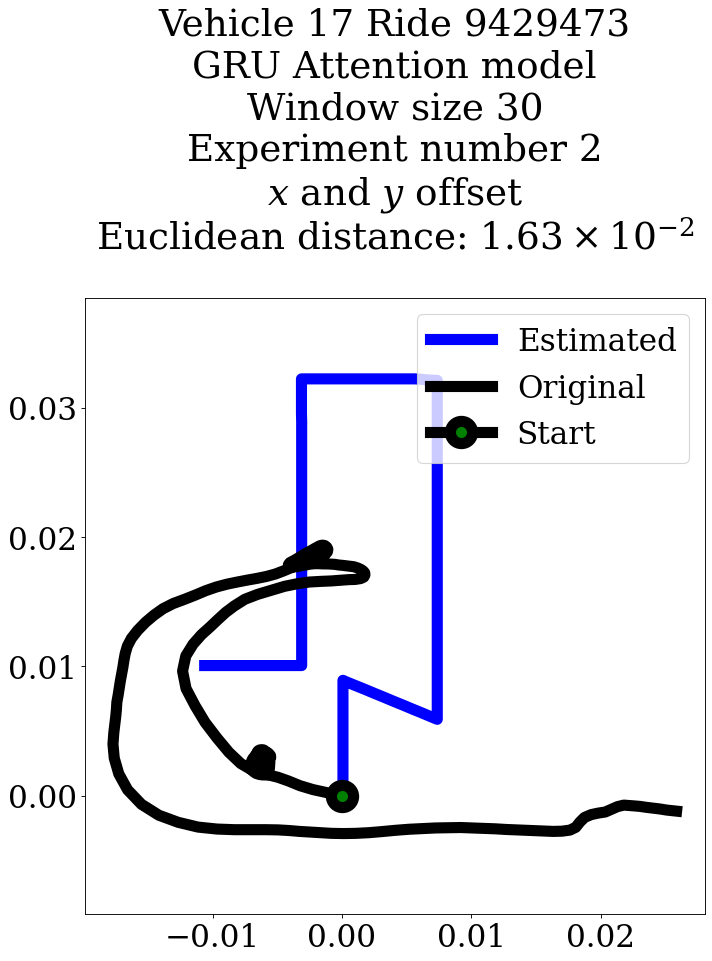 Vehicle 17 Ride 9429473
GRU Attention model
Window size 30
Experiment number 2
x and y offset
Euclidean distance: 1.63 × 10⁻²
Estimated
Original
Start
0.03
0.02
0.01
0.00
−0.01 0.00 0.01 0.02